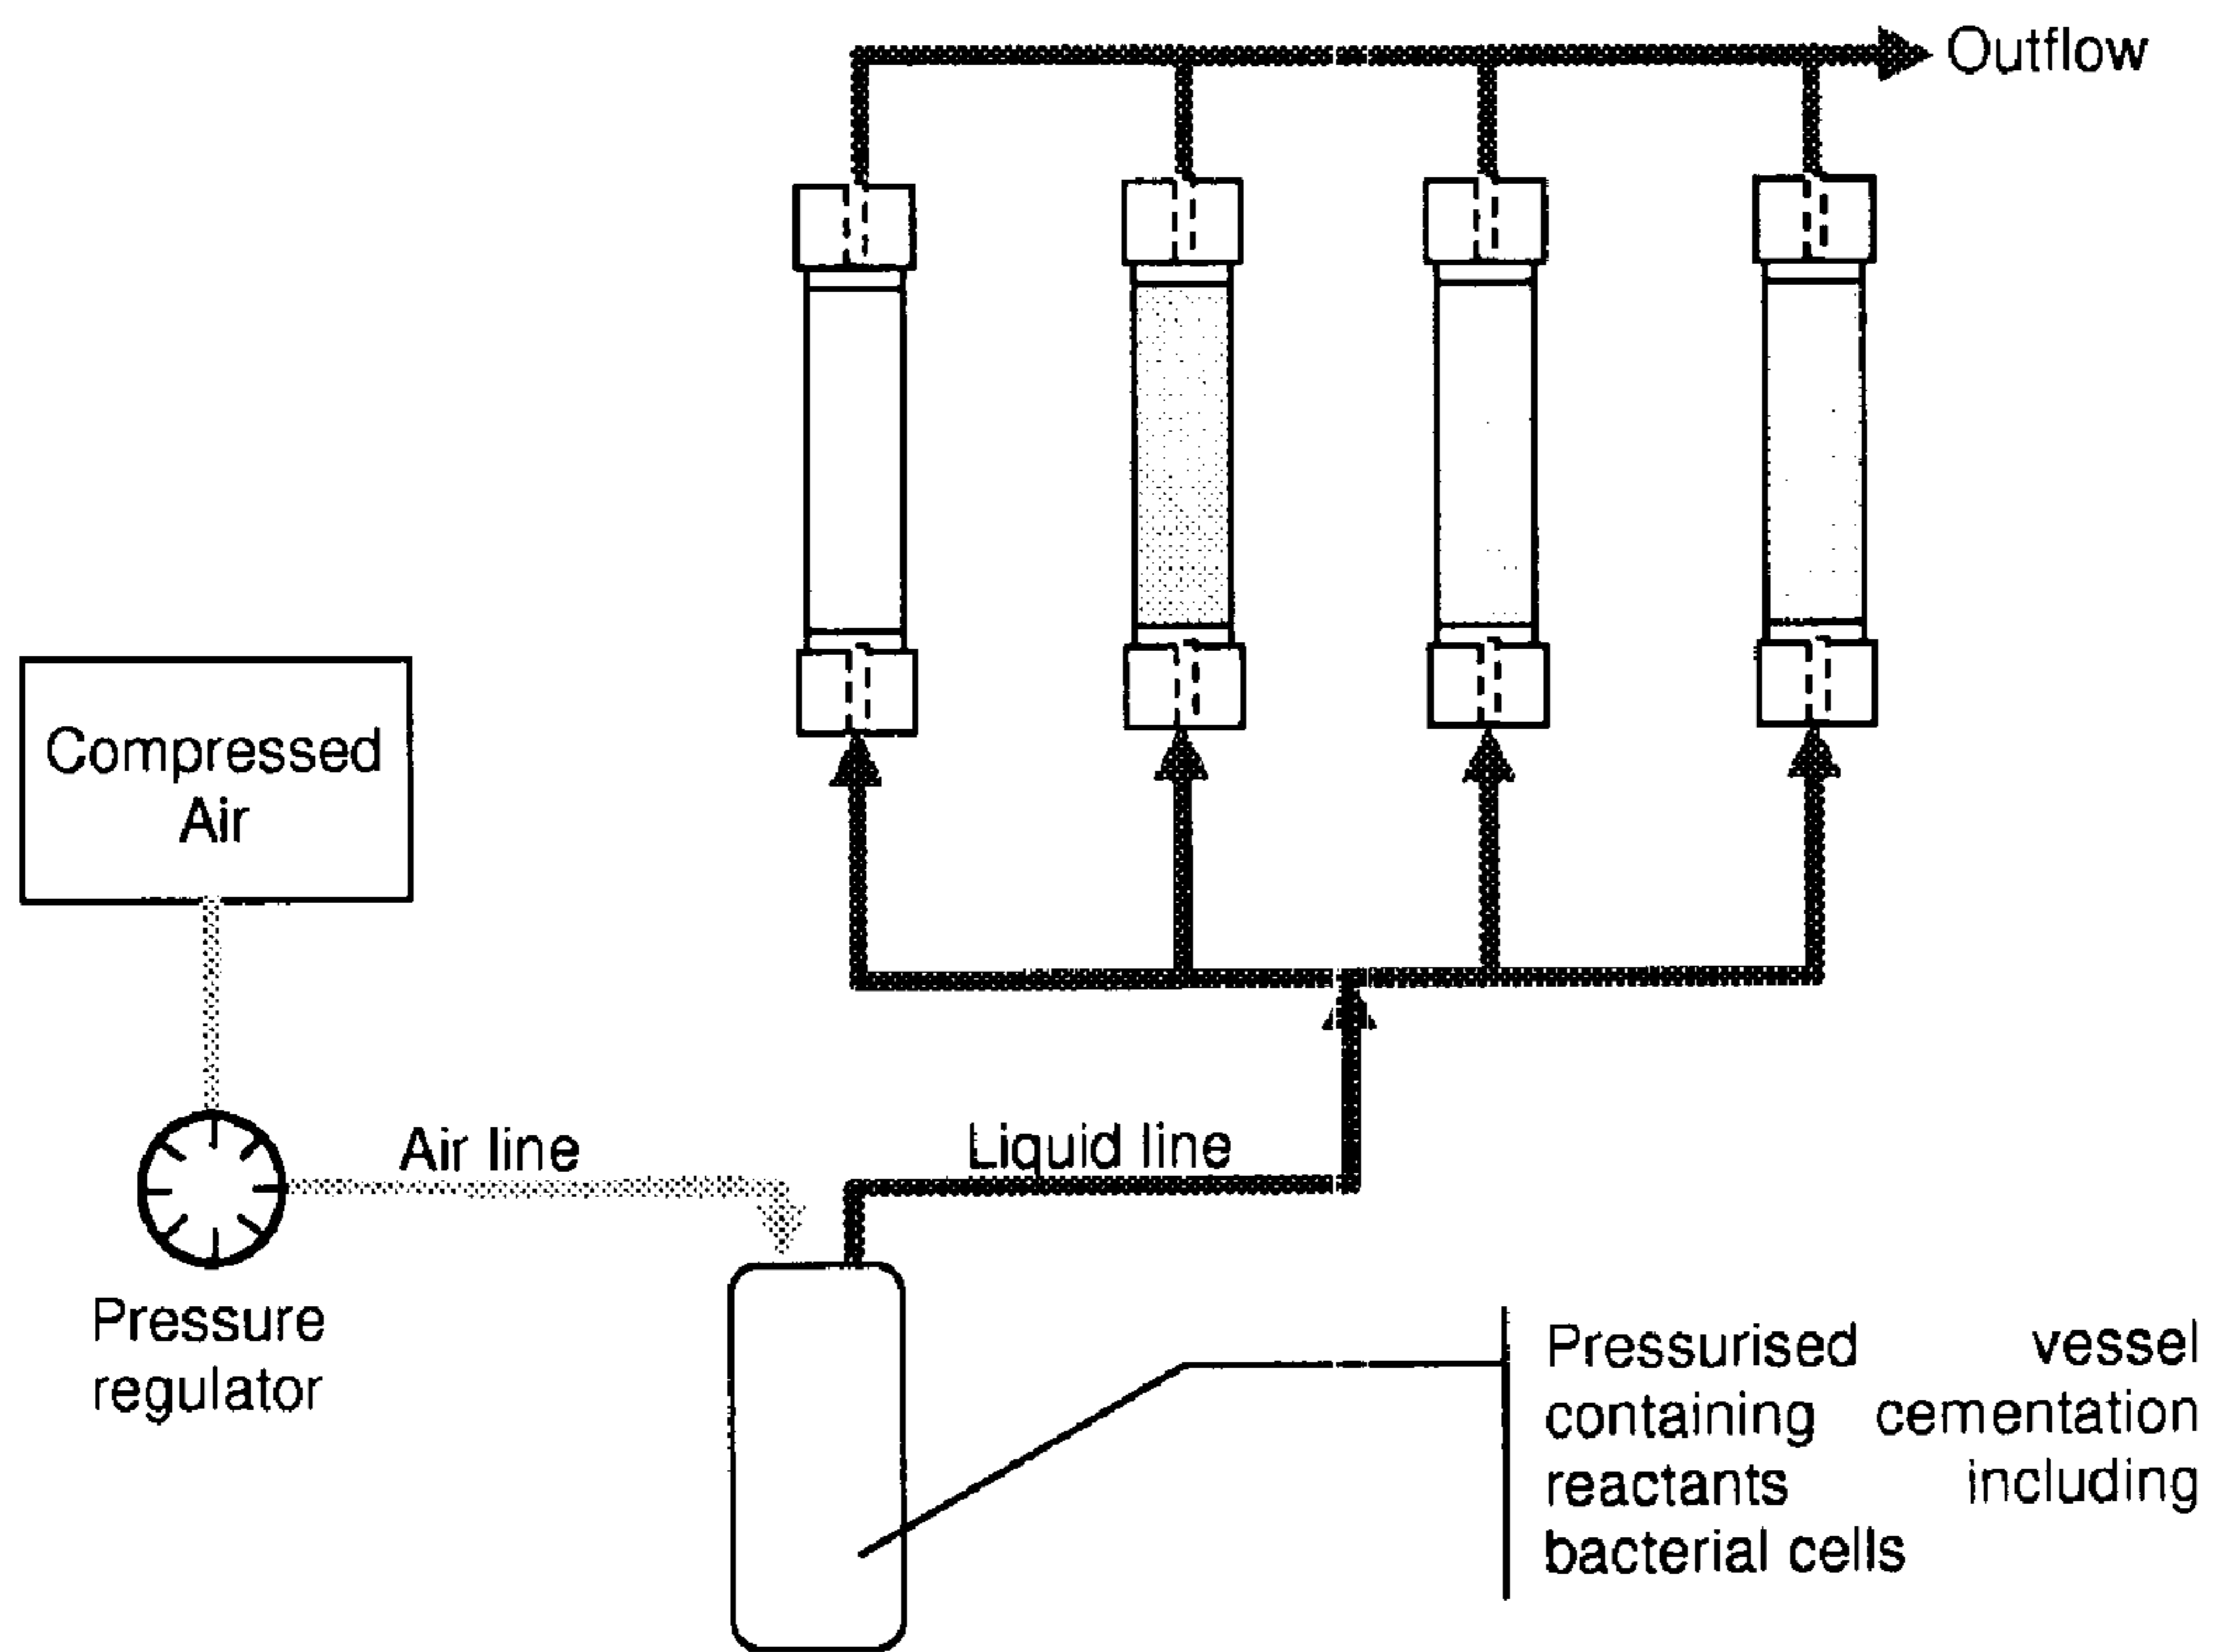 Outflow
Compressed
Air
Air line
Liquid line
Pressure
regulator
Pressurised vessel
containing cementation
reactants including
bacterial cells